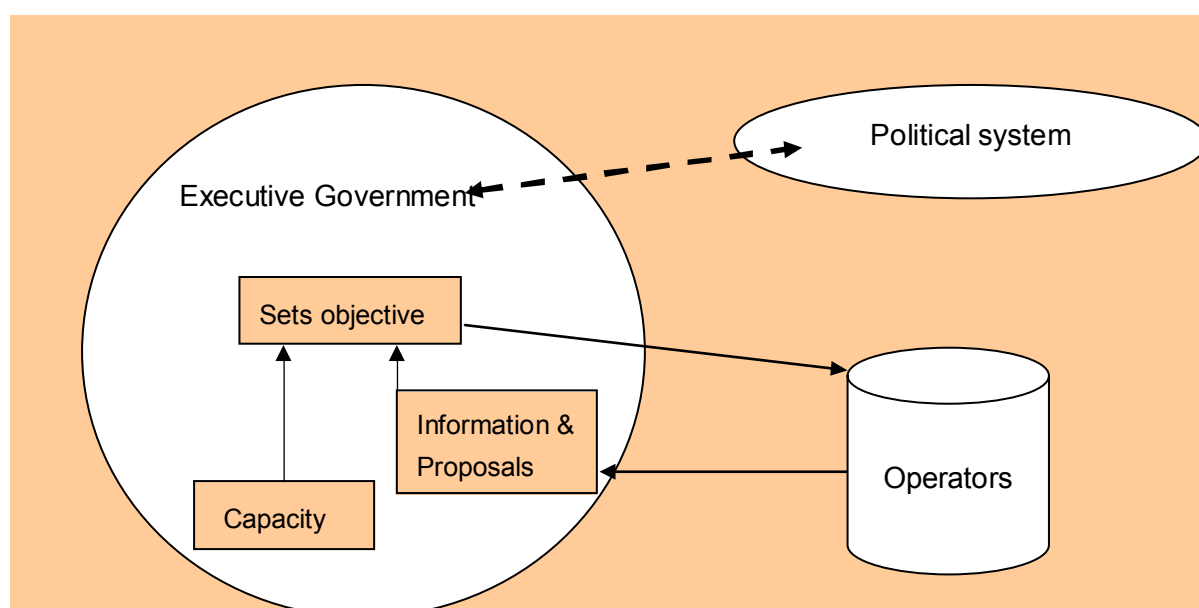 Political system
Executive Government
Sets objective
Information &
Proposals
Operators
Capacity